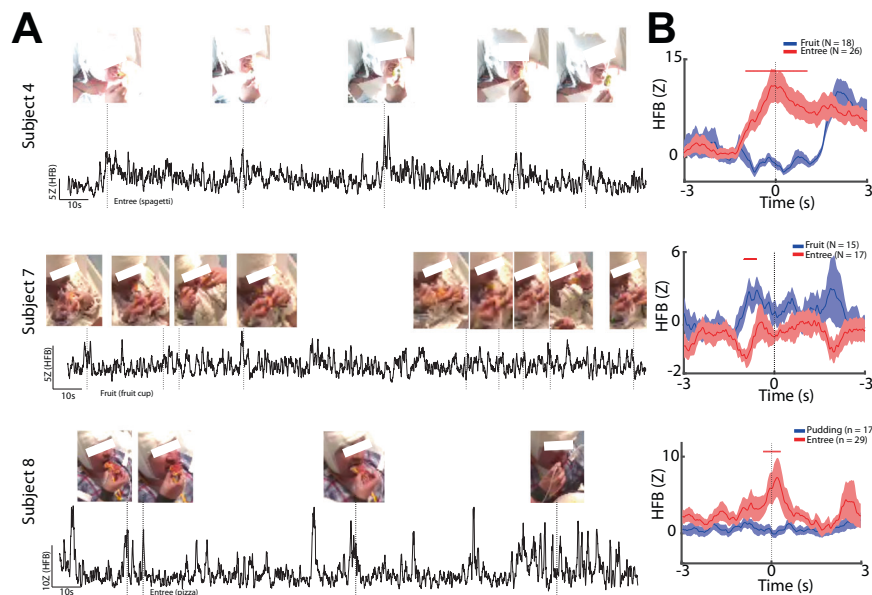 A
B
Subject 4
5Z (HFB)
10s
Entree (spagetti)
Fruit (N = 18)
Entree (N = 26)
15
HFB (Z)
0
-3
0
3
Time (s)
Subject 7
5Z (HFB)
10s
Fruit (fruit cup)
Fruit (N = 15)
Entree (N = 17)
6
HFB (Z)
0
-2
-3
0
-3
Time (s)
Subject 8
10Z (HFB)
10s
Entree (pizza)
Pudding (n = 17
Entree (n = 29)
10
HFB (Z)
0
-3
0
3
Time (s)